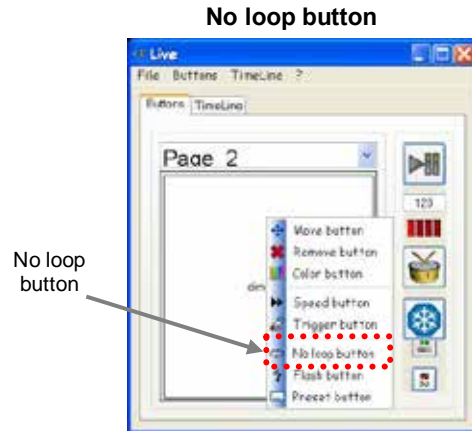 No loop button
Live
File Buttons TimeLine ?
Buttons TimeLine
Page 2
120
Move button
Remove button
Color button
Speed button
Trigger button
No loop button
Flash button
Preset button
No loop
button